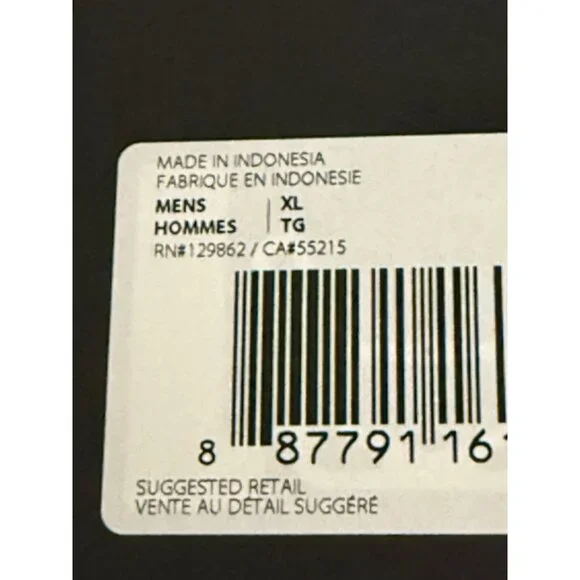 MADE IN INDONESIA
FABRIQUE EN INDONESIE
MENS | XL
HOMMES | TG
RN#129862 / CA#55215
8 87791 16
SUGGESTED RETAIL
VENTE AU DÉTAIL SUGGÉRÉ